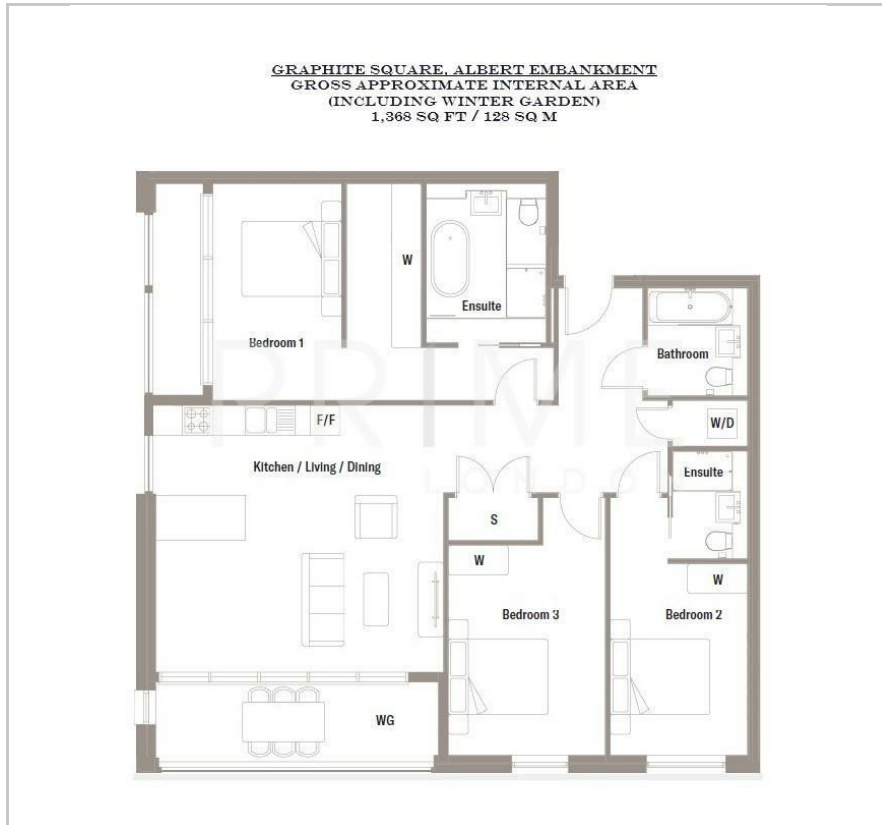 GRAPHITE SQUARE, ALBERT EMBANKMENT
GROSS APPROXIMATE INTERNAL AREA
(INCLUDING WINTER GARDEN)
1,368 SQ FT / 128 SQ M
W
Ensuite
Bedroom 1
Bathroom
PRIME
LONDON
F/F
W/D
Kitchen / Living / Dining
Ensuite
S
W
W
Bedroom 3
Bedroom 2
WG